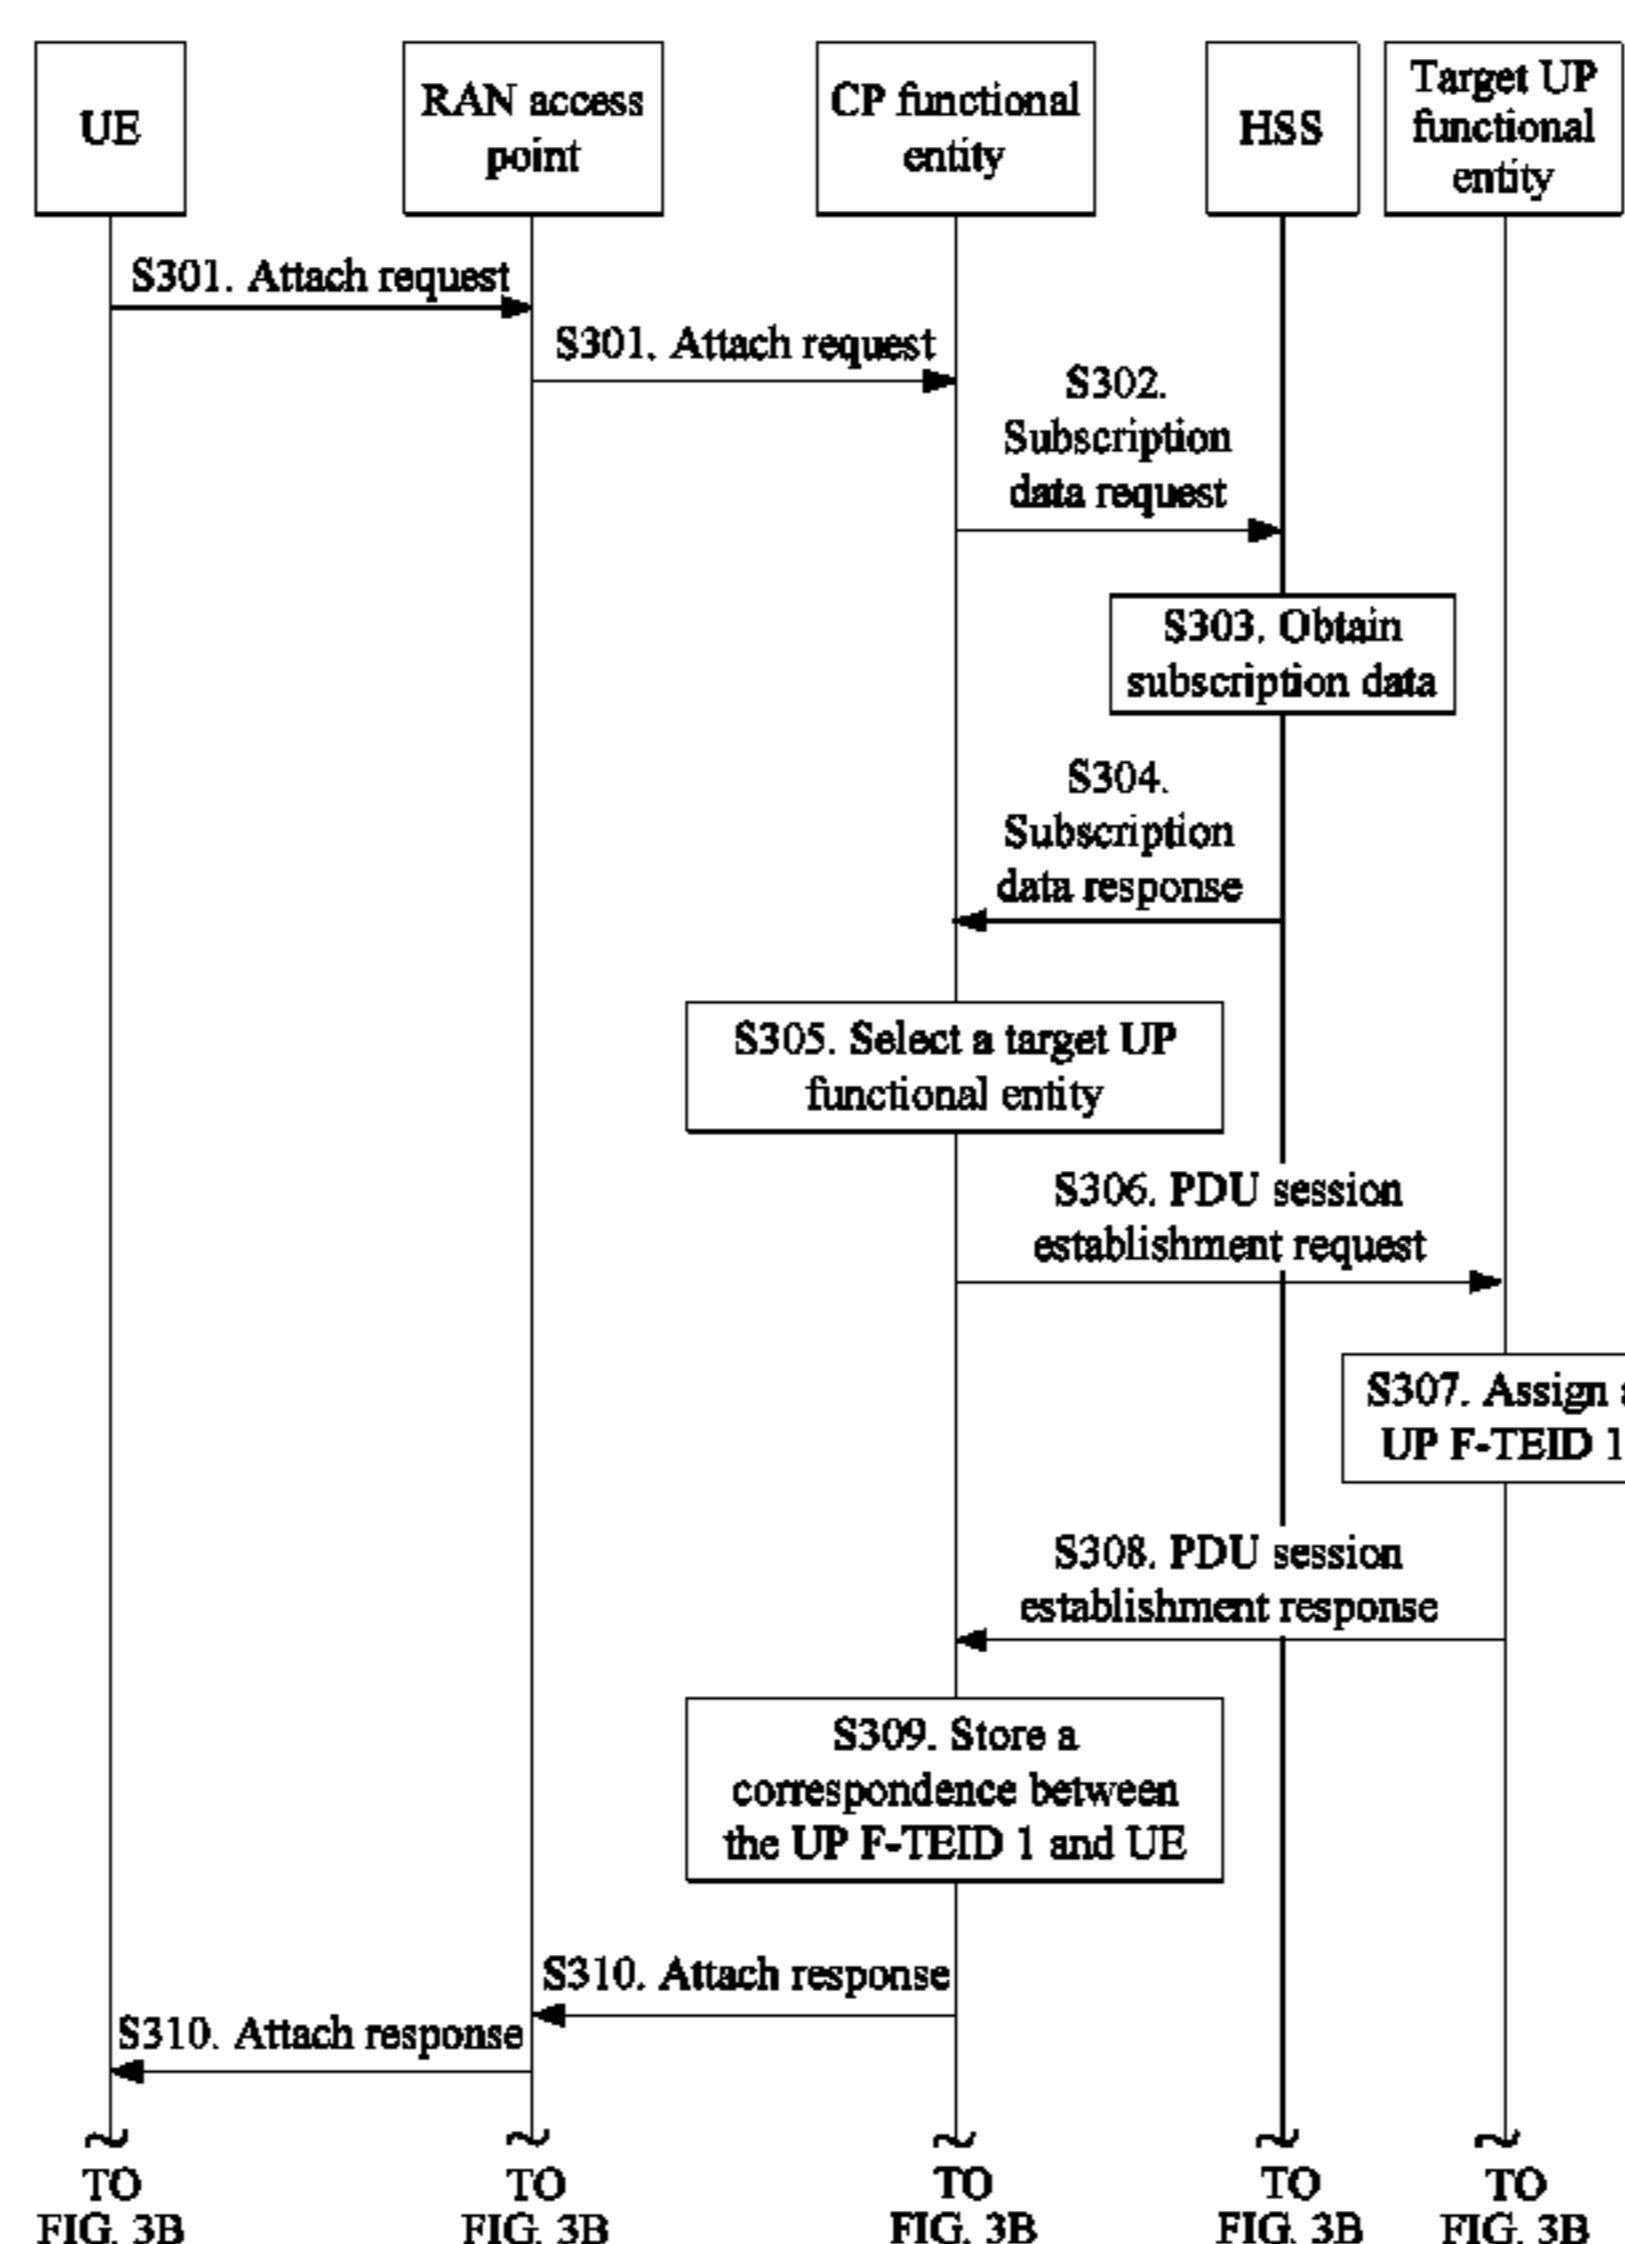 UE
RAN access
point
CP functional
entity
HSS
Target UP
functional
entity
S301. Attach request
S301. Attach request
S302.
Subscription
data request
S303. Obtain
subscription data
S304.
Subscription
data response
S305. Select a target UP
functional entity
S306. PDU session
establishment request
S307. Assign a
UP F-TEID 1
S308. PDU session
establishment response
S309. Store a
correspondence between
the UP F-TEID 1 and UE
S310. Attach response
S310. Attach response
TO
FIG. 3B
TO
FIG. 3B
TO
FIG. 3B
TO
FIG. 3B
TO
FIG. 3B